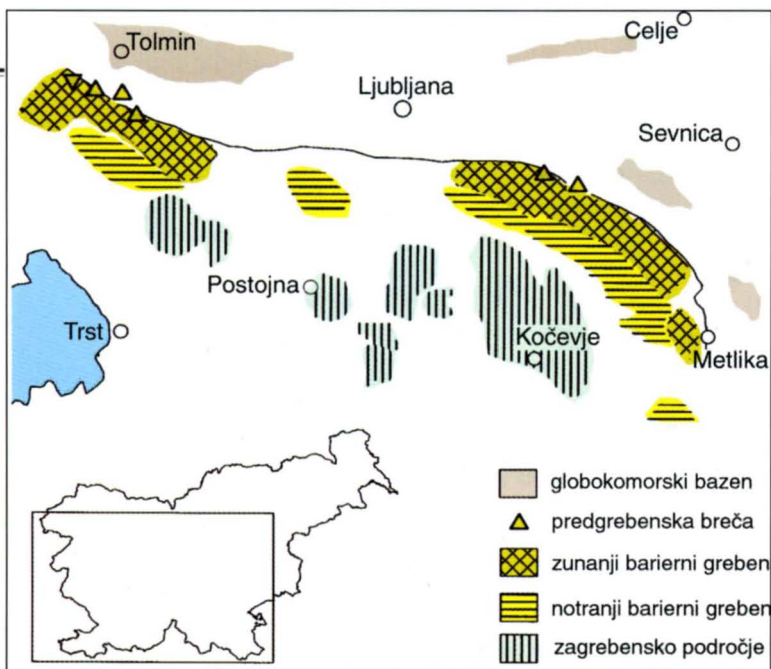 Tolmin
Celje
Ljubljana
Sevnica
Postojna
Trst
Kočevje
Metlika
globokomorski bazen
predgrebenska breča
zunanji barierni greben
notranji barierni greben
zagrebensko področje